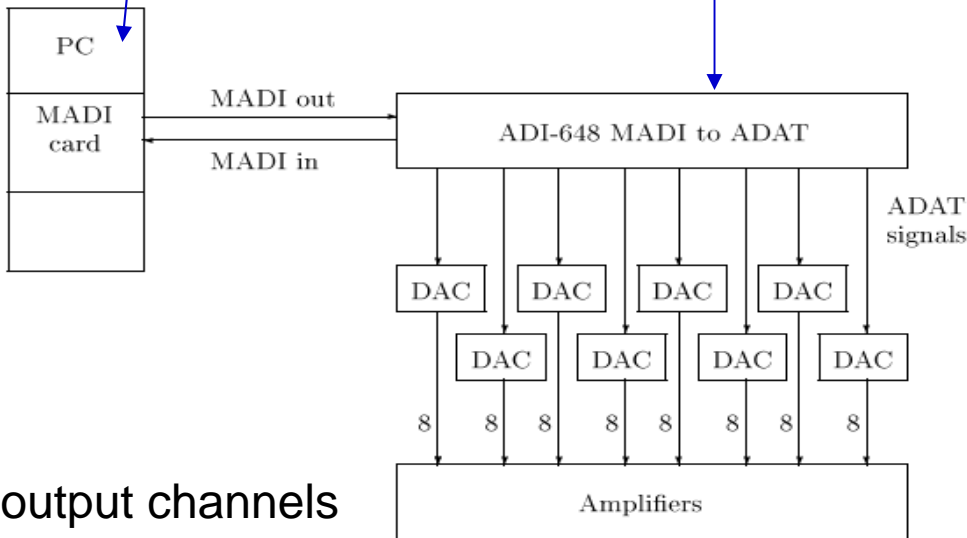 PC
MADI
card
MADI out
MADI in
ADI-648 MADI to ADAT
ADAT
signals
DAC DAC DAC DAC
DAC DAC DAC DAC
8 8 8 8 8 8 8 8
output channels
Amplifiers